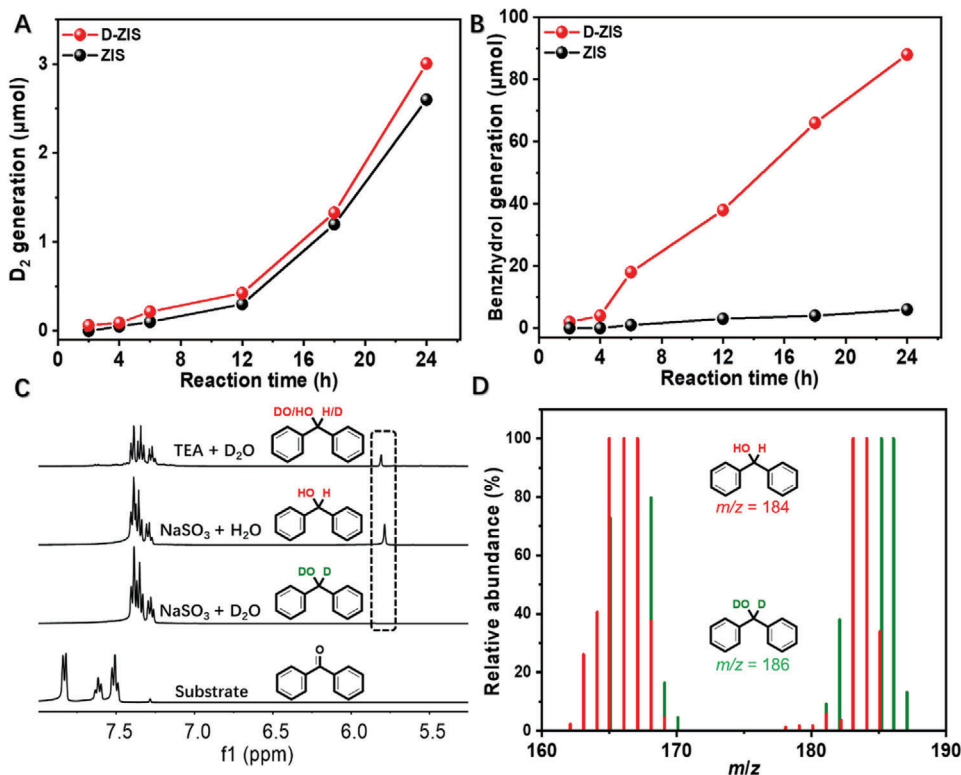 A
D-ZIS
ZIS
D₂ generation (μmol)
3
2
1
0
0 4 8 12 16 20 24
Reaction time (h)
B
D-ZIS
ZIS
Benzhydrol generation (μmol)
100
80
60
40
20
0
0 4 8 12 16 20 24
Reaction time (h)
C
DO/HO H/D
TEA + D₂O
HO H
NaSO₃ + H₂O
DO D
NaSO₃ + D₂O
O
Substrate
7.5 7.0 6.5 6.0 5.5
f1 (ppm)
D
Relative abundance (%)
100
80
60
40
20
0
HO H
m/z = 184
DO D
m/z = 186
160 170 180 190
m/z